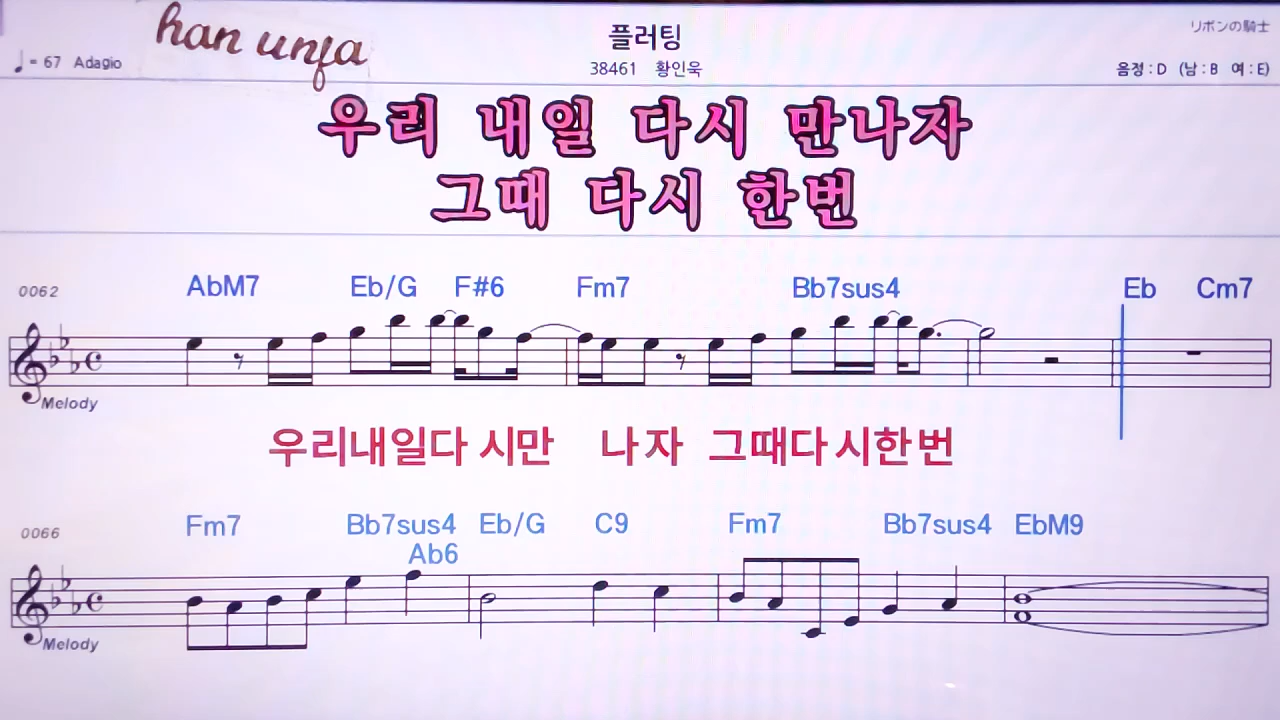 han unfa
플러팅
リボンの騎士
♩= 67 Adagio
38461 황인욱
음정 : D (남 : B 여 : E)
우리 내일 다시 만나자
그때 다시 한번
0062
AbM7 Eb/G F#6 Fm7 Bb7sus4 Eb Cm7
Melody
우리내일다 시만 나자 그때다 시한번
0066
Fm7 Bb7sus4 Eb/G C9 Fm7 Bb7sus4 EbM9
Ab6
Melody